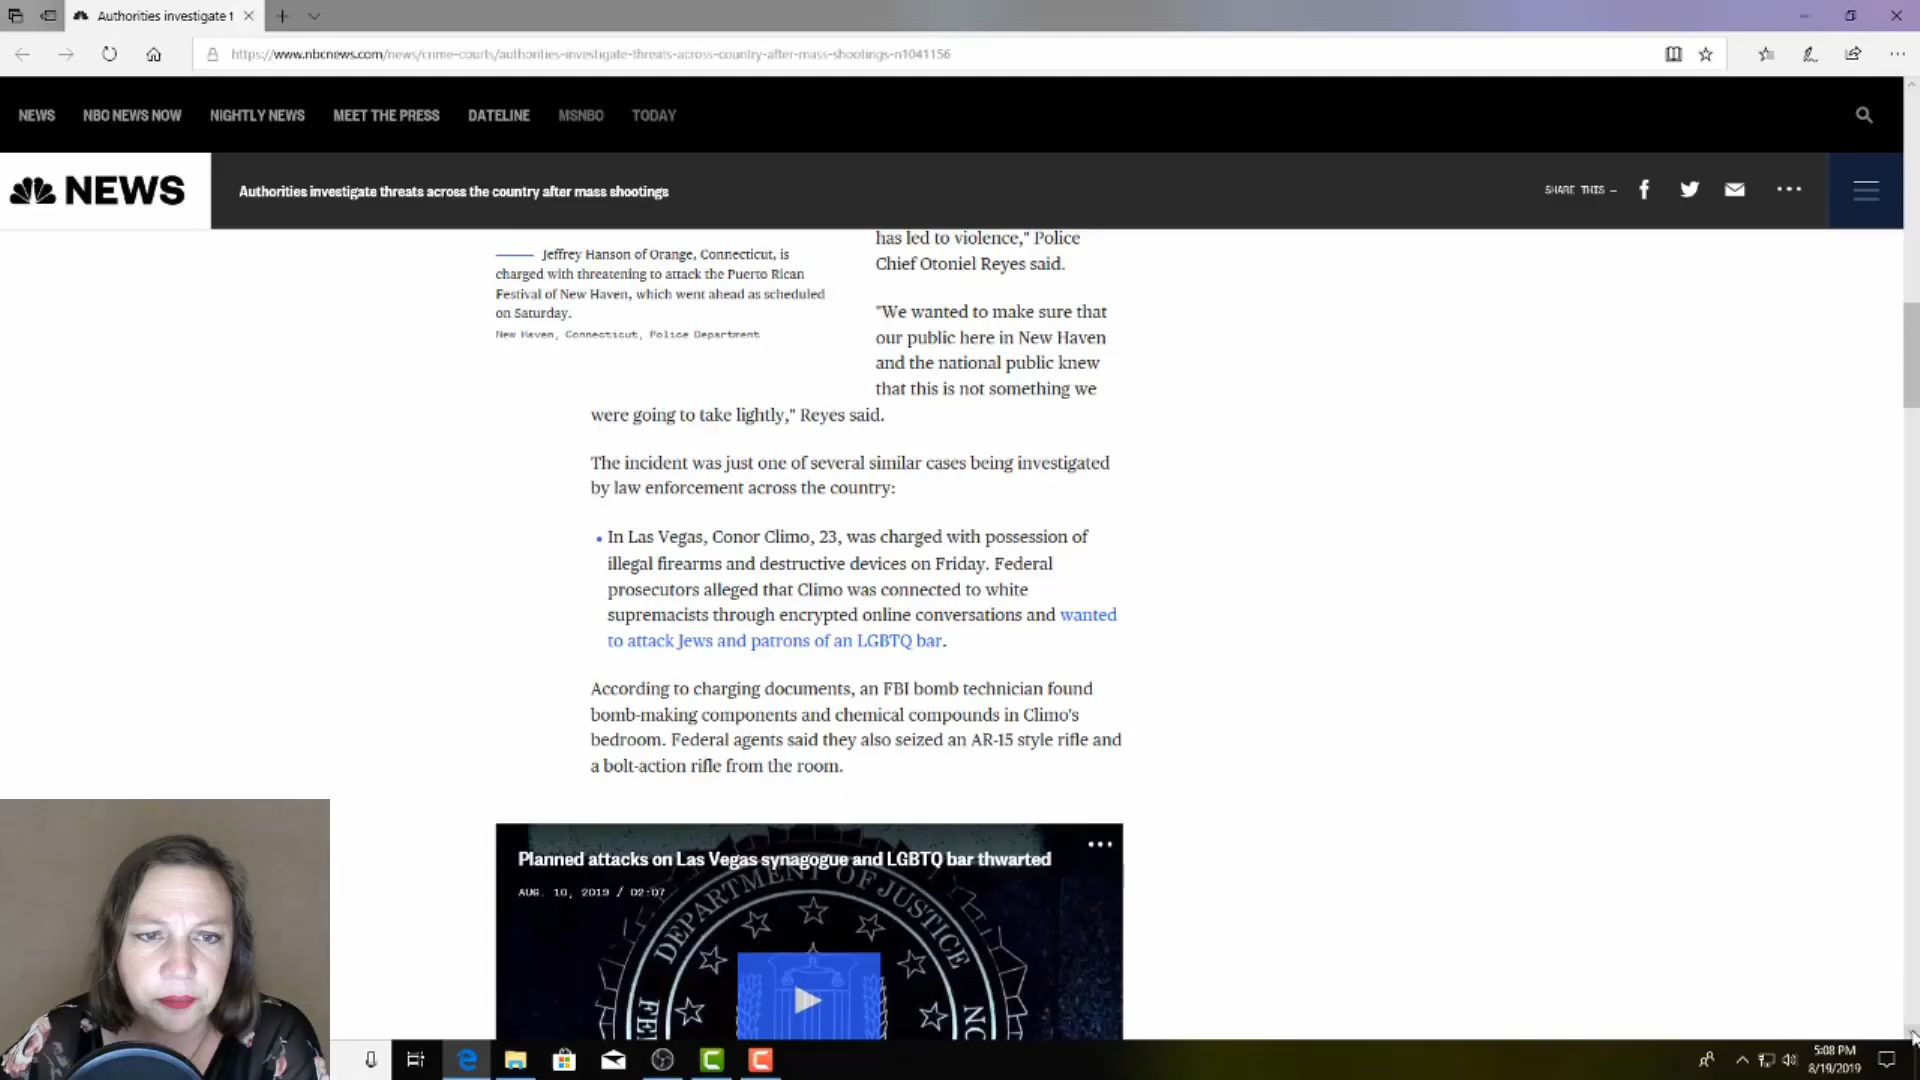 Authorities investigate t
https://www.nbcnews.com/news/crime-courts/authorities-investigate-threats-across-country-after-mass-shootings-n1041156
NEWS NBC NEWS NOW NIGHTLY NEWS MEET THE PRESS DATELINE MSNBC TODAY
NEWS
Authorities investigate threats across the country after mass shootings
SHARE THIS —
Jeffrey Hanson of Orange, Connecticut, is
charged with threatening to attack the Puerto Rican
Festival of New Haven, which went ahead as scheduled
on Saturday.
New Haven, Connecticut, Police Department
has led to violence," Police
Chief Otoniel Reyes said.
"We wanted to make sure that
our public here in New Haven
and the national public knew
that this is not something we
were going to take lightly," Reyes said.
The incident was just one of several similar cases being investigated
by law enforcement across the country:
• In Las Vegas, Conor Climo, 23, was charged with possession of
illegal firearms and destructive devices on Friday. Federal
prosecutors alleged that Climo was connected to white
supremacists through encrypted online conversations and wanted
to attack Jews and patrons of an LGBTQ bar.
According to charging documents, an FBI bomb technician found
bomb-making components and chemical compounds in Climo's
bedroom. Federal agents said they also seized an AR-15 style rifle and
a bolt-action rifle from the room.
Planned attacks on Las Vegas synagogue and LGBTQ bar thwarted
AUG. 10, 2019 / 02:07
DEPARTMENT OF JUSTICE
5:08 PM
8/19/2019